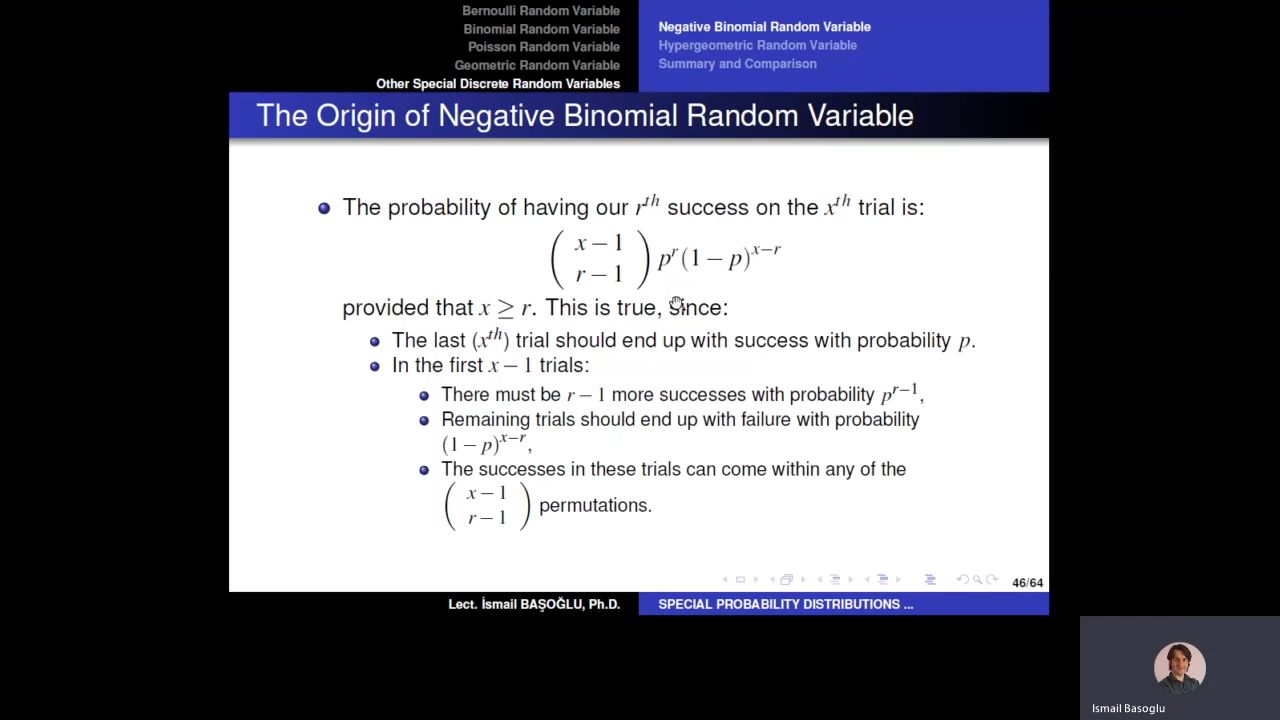 Bernoulli Random Variable
Binomial Random Variable
Poisson Random Variable
Geometric Random Variable
Other Special Discrete Random Variables
Negative Binomial Random Variable
Hypergeometric Random Variable
Summary and Comparison
The Origin of Negative Binomial Random Variable
The probability of having our r^{th} success on the x^{th} trial is:
\binom{x-1}{r-1} p^r (1-p)^{x-r}
provided that x ≥ r. This is true, since:
The last (x^{th}) trial should end up with success with probability p.
In the first x − 1 trials:
There must be r − 1 more successes with probability p^{r-1},
Remaining trials should end up with failure with probability
(1 − p)^{x-r},
The successes in these trials can come within any of the
\binom{x-1}{r-1} permutations.
46/64
Lect. İsmail BAŞOĞLU, Ph.D.
SPECIAL PROBABILITY DISTRIBUTIONS ...
Ismail Basoglu